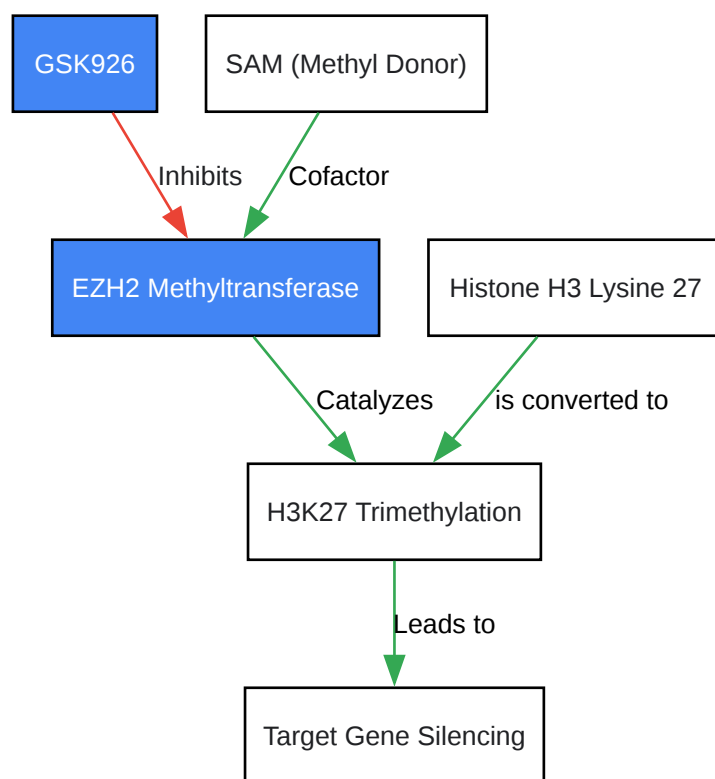 GSK926
SAM (Methyl Donor)
Inhibits
Cofactor
EZH2 Methyltransferase
Histone H3 Lysine 27
Catalyzes
is converted to
H3K27 Trimethylation
Leads to
Target Gene Silencing